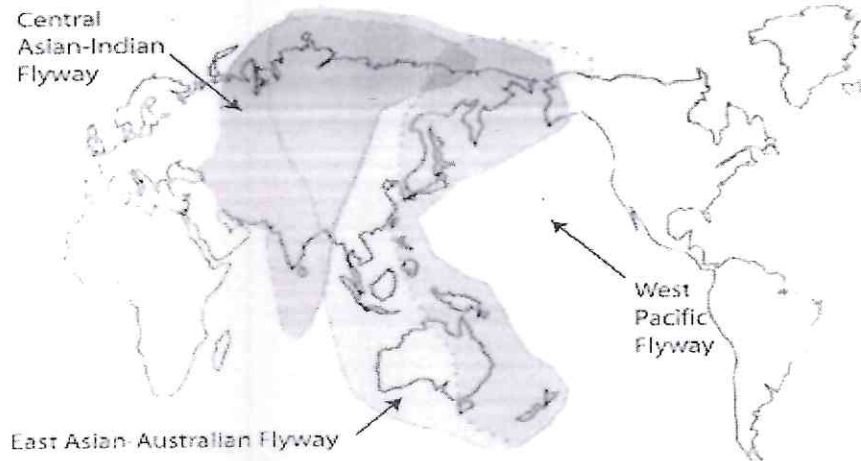 Central
Asian-Indian
Flyway
West
Pacific
Flyway
East Asian-Australian Flyway